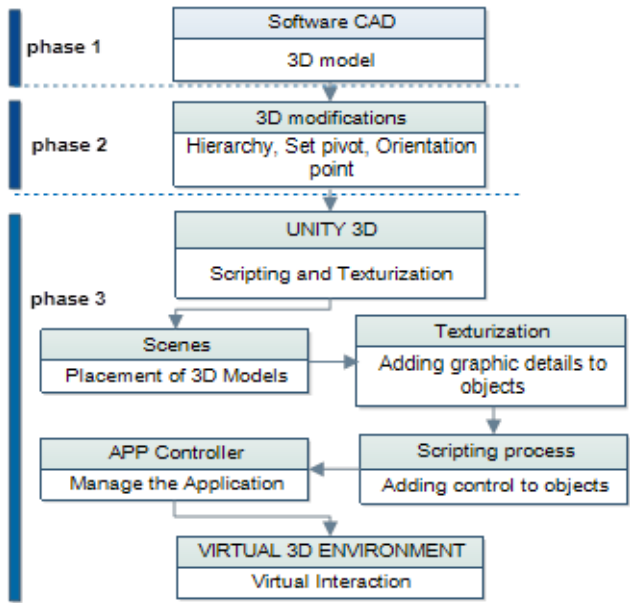 phase 1
Software CAD
3D model
phase 2
3D modifications
Hierarchy, Set pivot, Orientation
point
phase 3
UNITY 3D
Scripting and Texturization
Scenes
Placement of 3D Models
Texturization
Adding graphic details to
objects
Scripting process
Adding control to objects
APP Controller
Manage the Application
VIRTUAL 3D ENVIRONMENT
Virtual Interaction